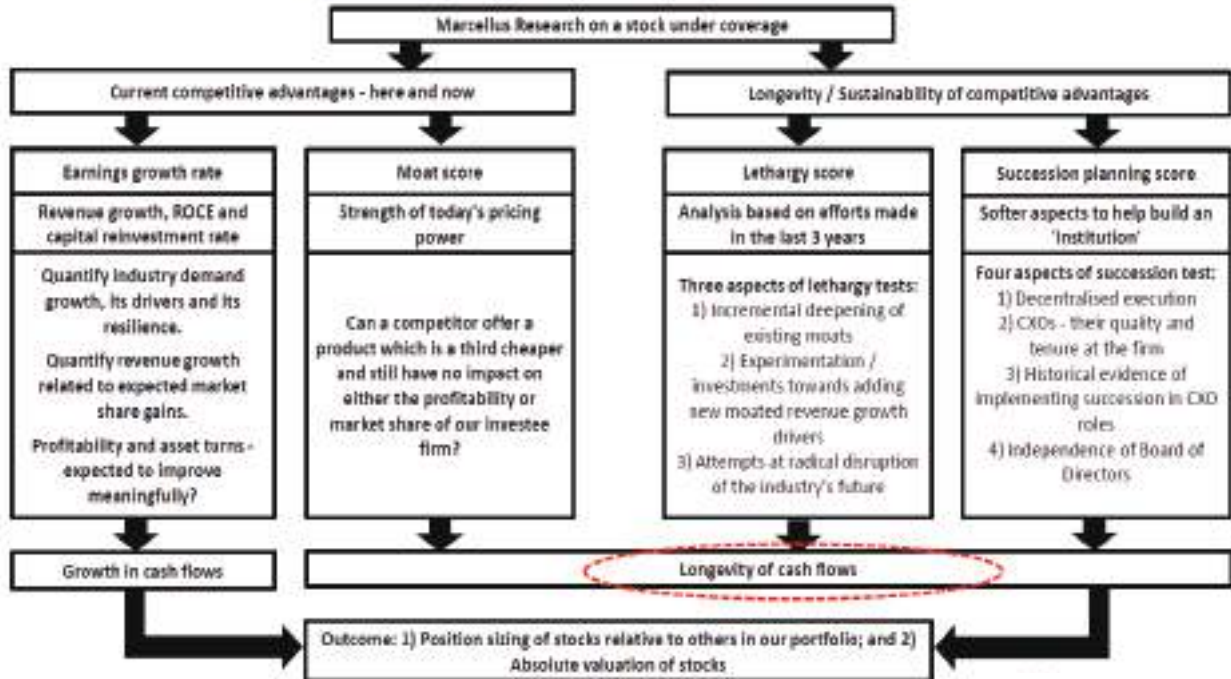 Marcellus Research on a stock under coverage
Current competitive advantages - here and now
Longevity / Sustainability of competitive advantages
Earnings growth rate
Revenue growth, ROCE and
capital reinvestment rate
Quantify industry demand
growth, its drivers and its
resilience.
Quantify revenue growth
related to expected market
share gains.
Profitability and asset turns -
expected to improve
meaningfully?
Moat score
Strength of today's pricing
power
Can a competitor offer a
product which is a third cheaper
and still have no impact on
either the profitability or
market share of our investee
firm?
Lethargy score
Analysis based on efforts made
in the last 3 years
Three aspects of lethargy tests:
1) Incremental deepening of
existing moats
2) Experimentation /
investments towards adding
new moated revenue growth
drivers
3) Attempts at radical disruption
of the industry's future
Succession planning score
Softer aspects to help build an
'Institution'
Four aspects of succession test:
1) Decentralised execution
2) CXOs - their quality and
tenure at the firm
3) Historical evidence of
implementing succession in CXO
roles
4) Independence of Board of
Directors
Growth in cash flows
Longevity of cash flows
Outcome: 1) Position sizing of stocks relative to others in our portfolio; and 2)
Absolute valuation of stocks